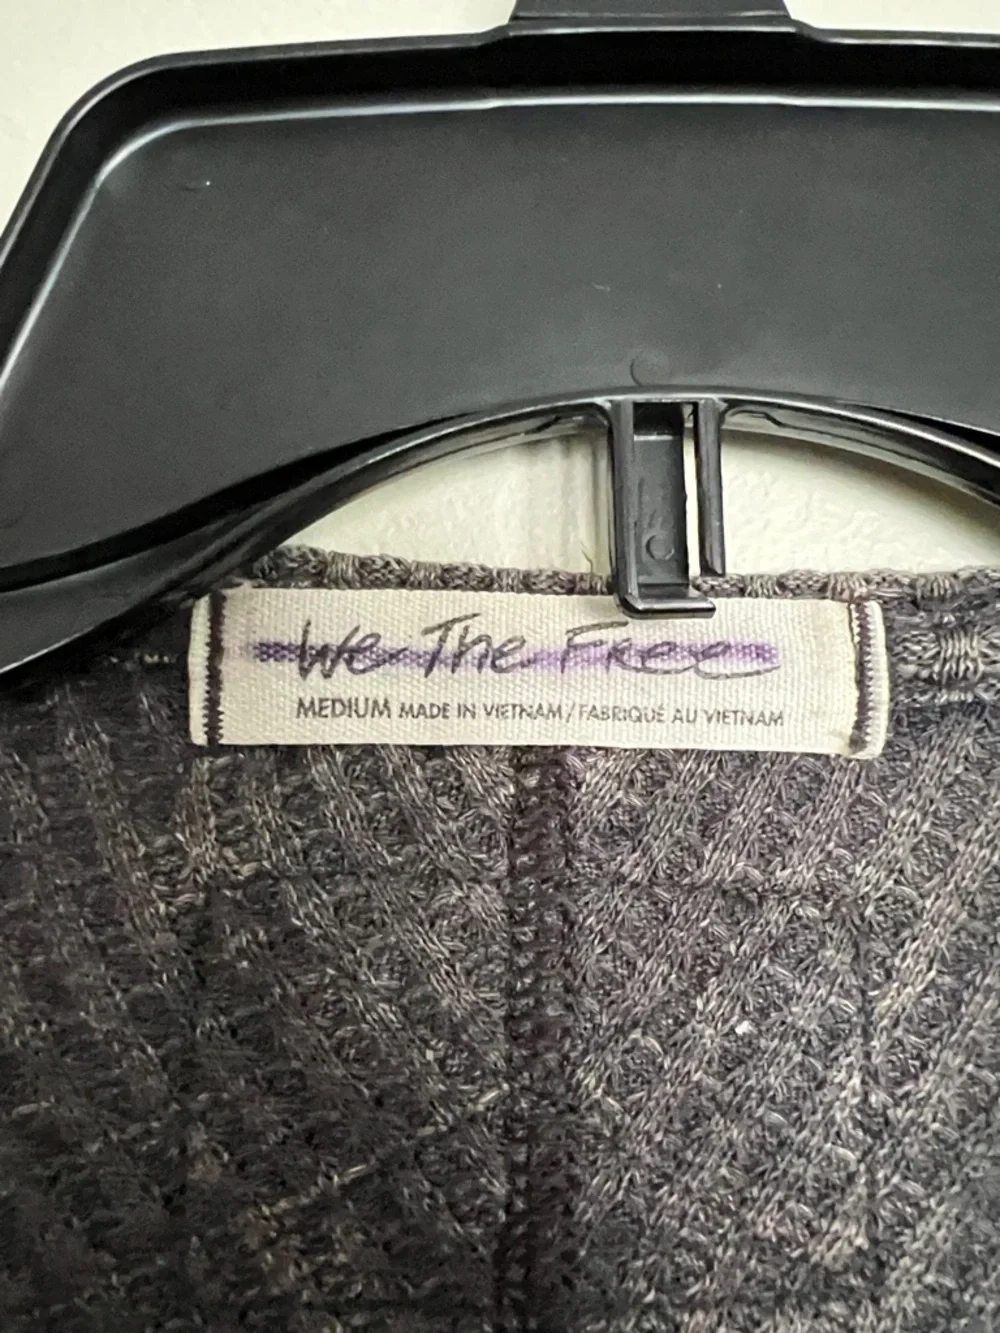 We The Free
MEDIUM MADE IN VIETNAM/FABRIQUÉ AU VIETNAM